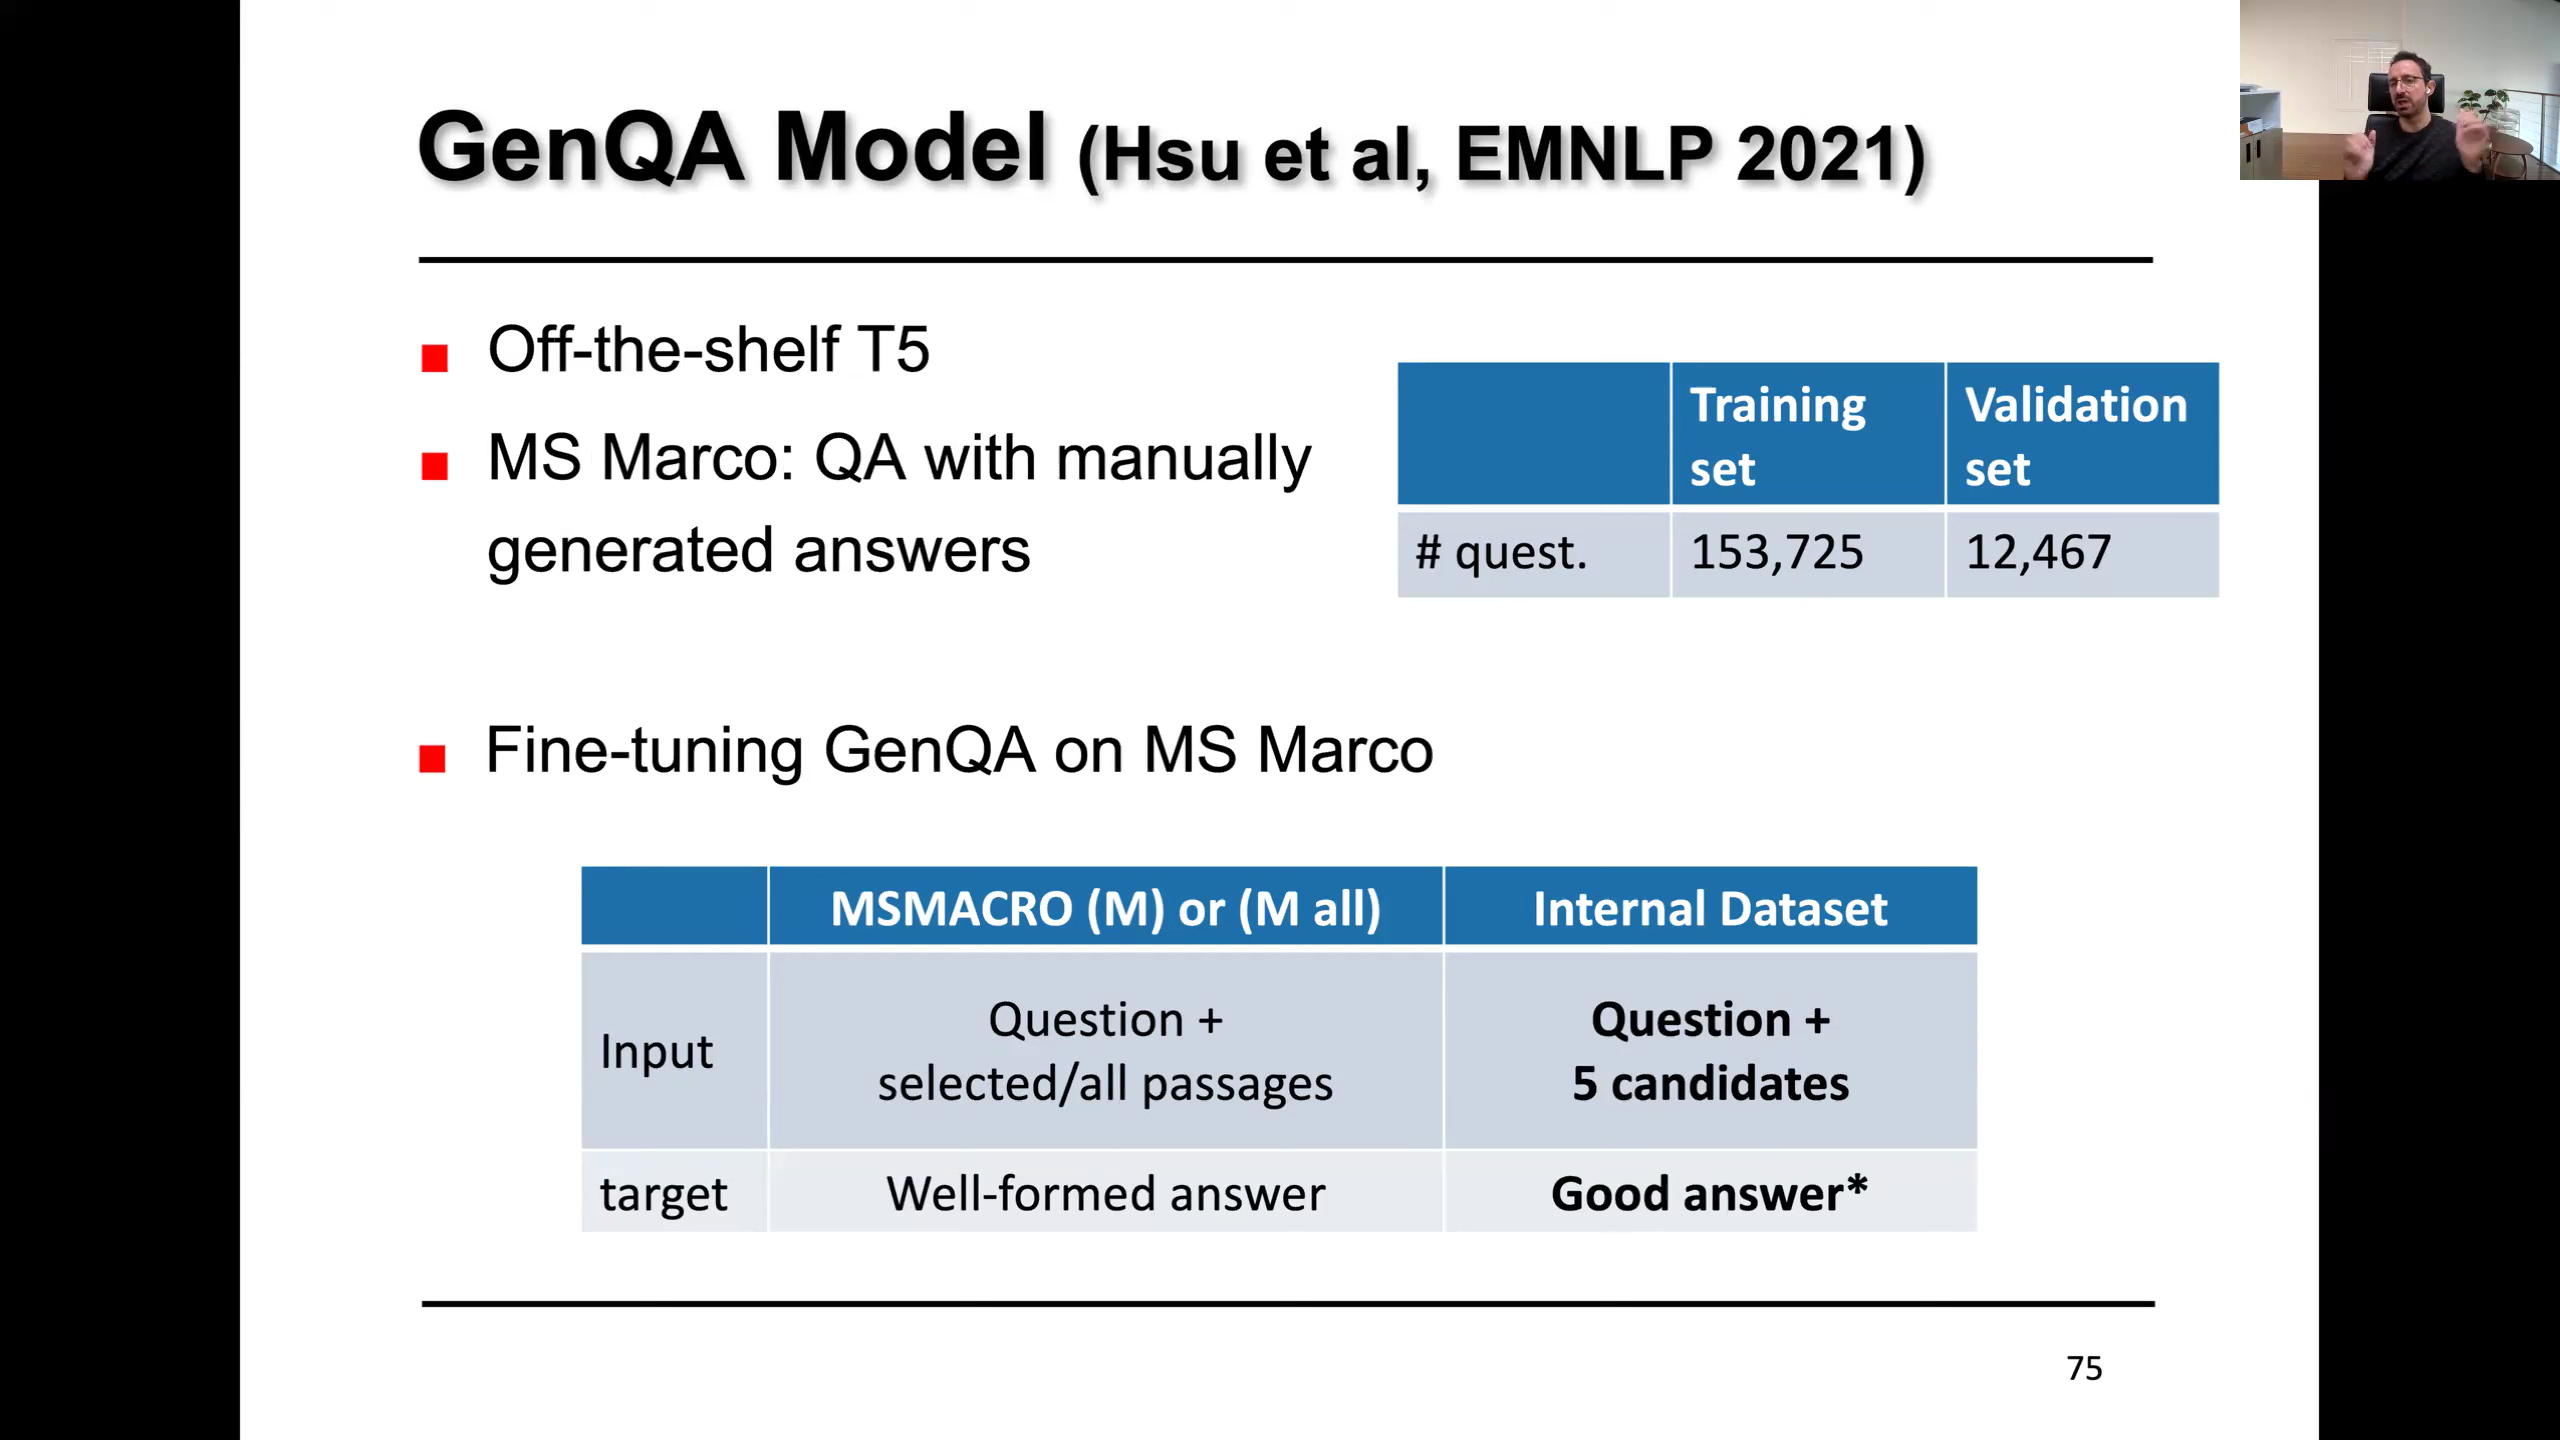 GenQA Model (Hsu et al, EMNLP 2021)
Off-the-shelf T5
MS Marco: QA with manually
generated answers
Training set Validation set
# quest. 153,725 12,467
Fine-tuning GenQA on MS Marco
MSMACRO (M) or (M all) Internal Dataset
Input Question + selected/all passages Question + 5 candidates
target Well-formed answer Good answer*
75